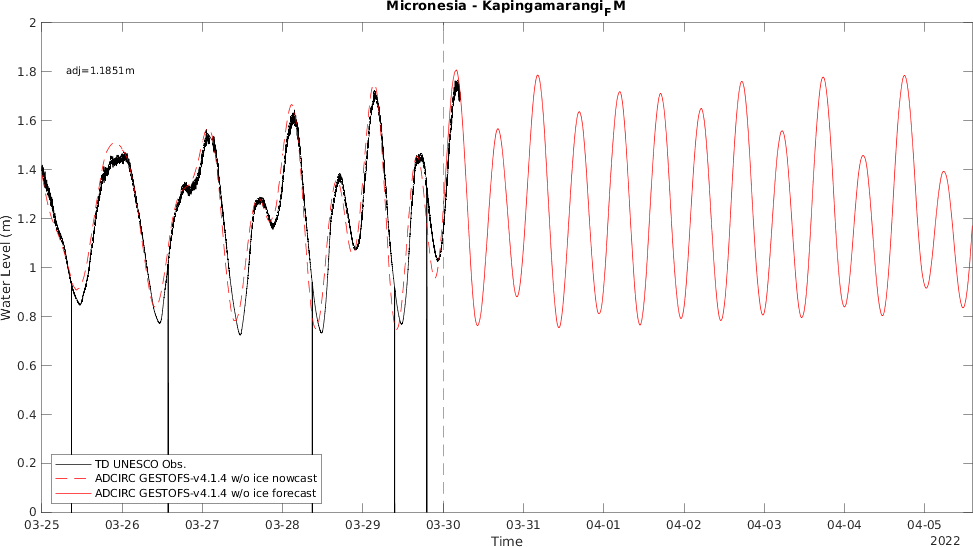 Micronesia - Kapingamarangi_FM
adj=1.1851m
Water Level (m)
2
1.8
1.6
1.4
1.2
1
0.8
0.6
0.4
0.2
0
TD UNESCO Obs.
ADCIRC GESTOFS-v4.1.4 w/o ice nowcast
ADCIRC GESTOFS-v4.1.4 w/o ice forecast
03-25 03-26 03-27 03-28 03-29 03-30 03-31 04-01 04-02 04-03 04-04 04-05
Time
2022